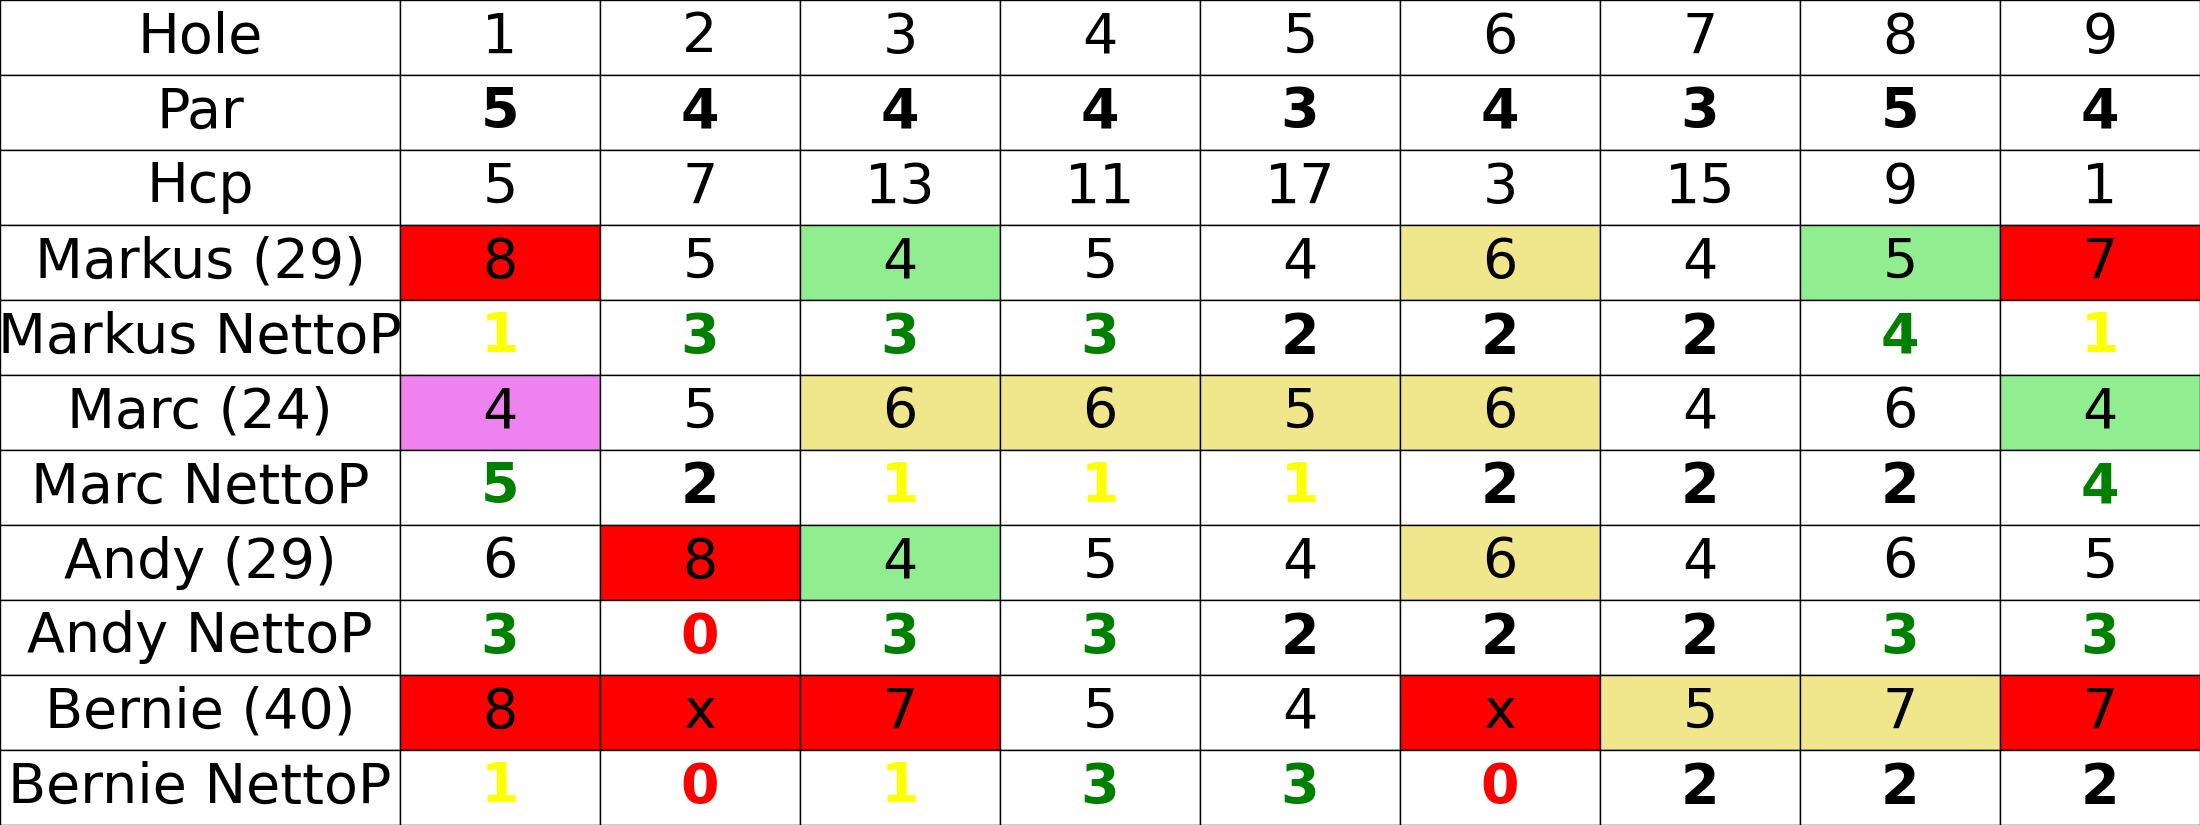 Hole 1 2 3 4 5 6 7 8 9
Par 5 4 4 4 3 4 3 5 4
Hcp 5 7 13 11 17 3 15 9 1
Markus (29) 8 5 4 5 4 6 4 5 7
Markus NettoP 1 3 3 3 2 2 2 4 1
Marc (24) 4 5 6 6 5 6 4 6 4
Marc NettoP 5 2 1 1 1 2 2 2 4
Andy (29) 6 8 4 5 4 6 4 6 5
Andy NettoP 3 0 3 3 2 2 2 3 3
Bernie (40) 8 x 7 5 4 x 5 7 7
Bernie NettoP 1 0 1 3 3 0 2 2 2